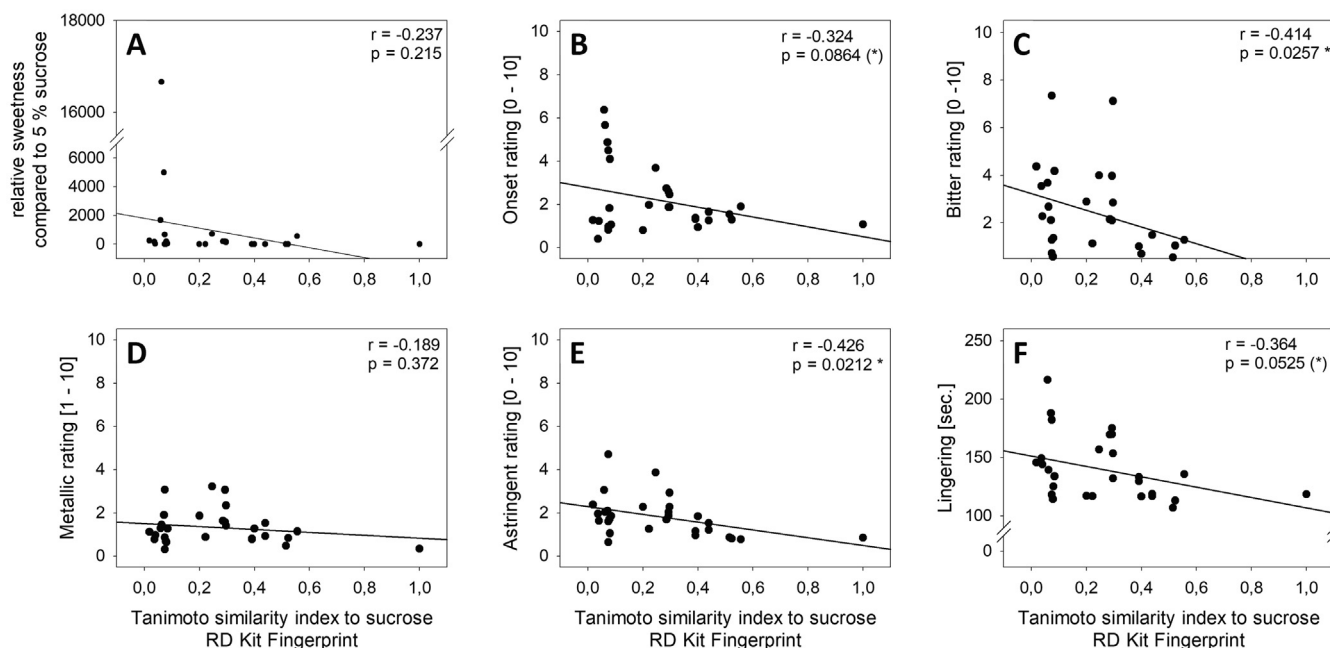 A
r = -0.237
p = 0.215
relative sweetness
compared to 5 % sucrose
18000
16000
6000
4000
2000
0
0,0 0,2 0,4 0,6 0,8 1,0
B
r = -0.324
p = 0.0864 (*)
Onset rating [0 - 10]
10
8
6
4
2
0
0,0 0,2 0,4 0,6 0,8 1,0
C
r = -0.414
p = 0.0257 *
Bitter rating [0 -10]
10
8
6
4
2
0,0 0,2 0,4 0,6 0,8 1,0
D
r = -0.189
p = 0.372
Metallic rating [1 - 10]
10
8
6
4
2
0
0,0 0,2 0,4 0,6 0,8 1,0
Tanimoto similarity index to sucrose
RD Kit Fingerprint
E
r = -0.426
p = 0.0212 *
Astringent rating [0 - 10]
10
8
6
4
2
0
0,0 0,2 0,4 0,6 0,8 1,0
Tanimoto similarity index to sucrose
RD Kit Fingerprint
F
r = -0.364
p = 0.0525 (*)
Lingering [sec.]
250
200
150
100
0
0,0 0,2 0,4 0,6 0,8 1,0
Tanimoto similarity index to sucrose
RD Kit Fingerprint